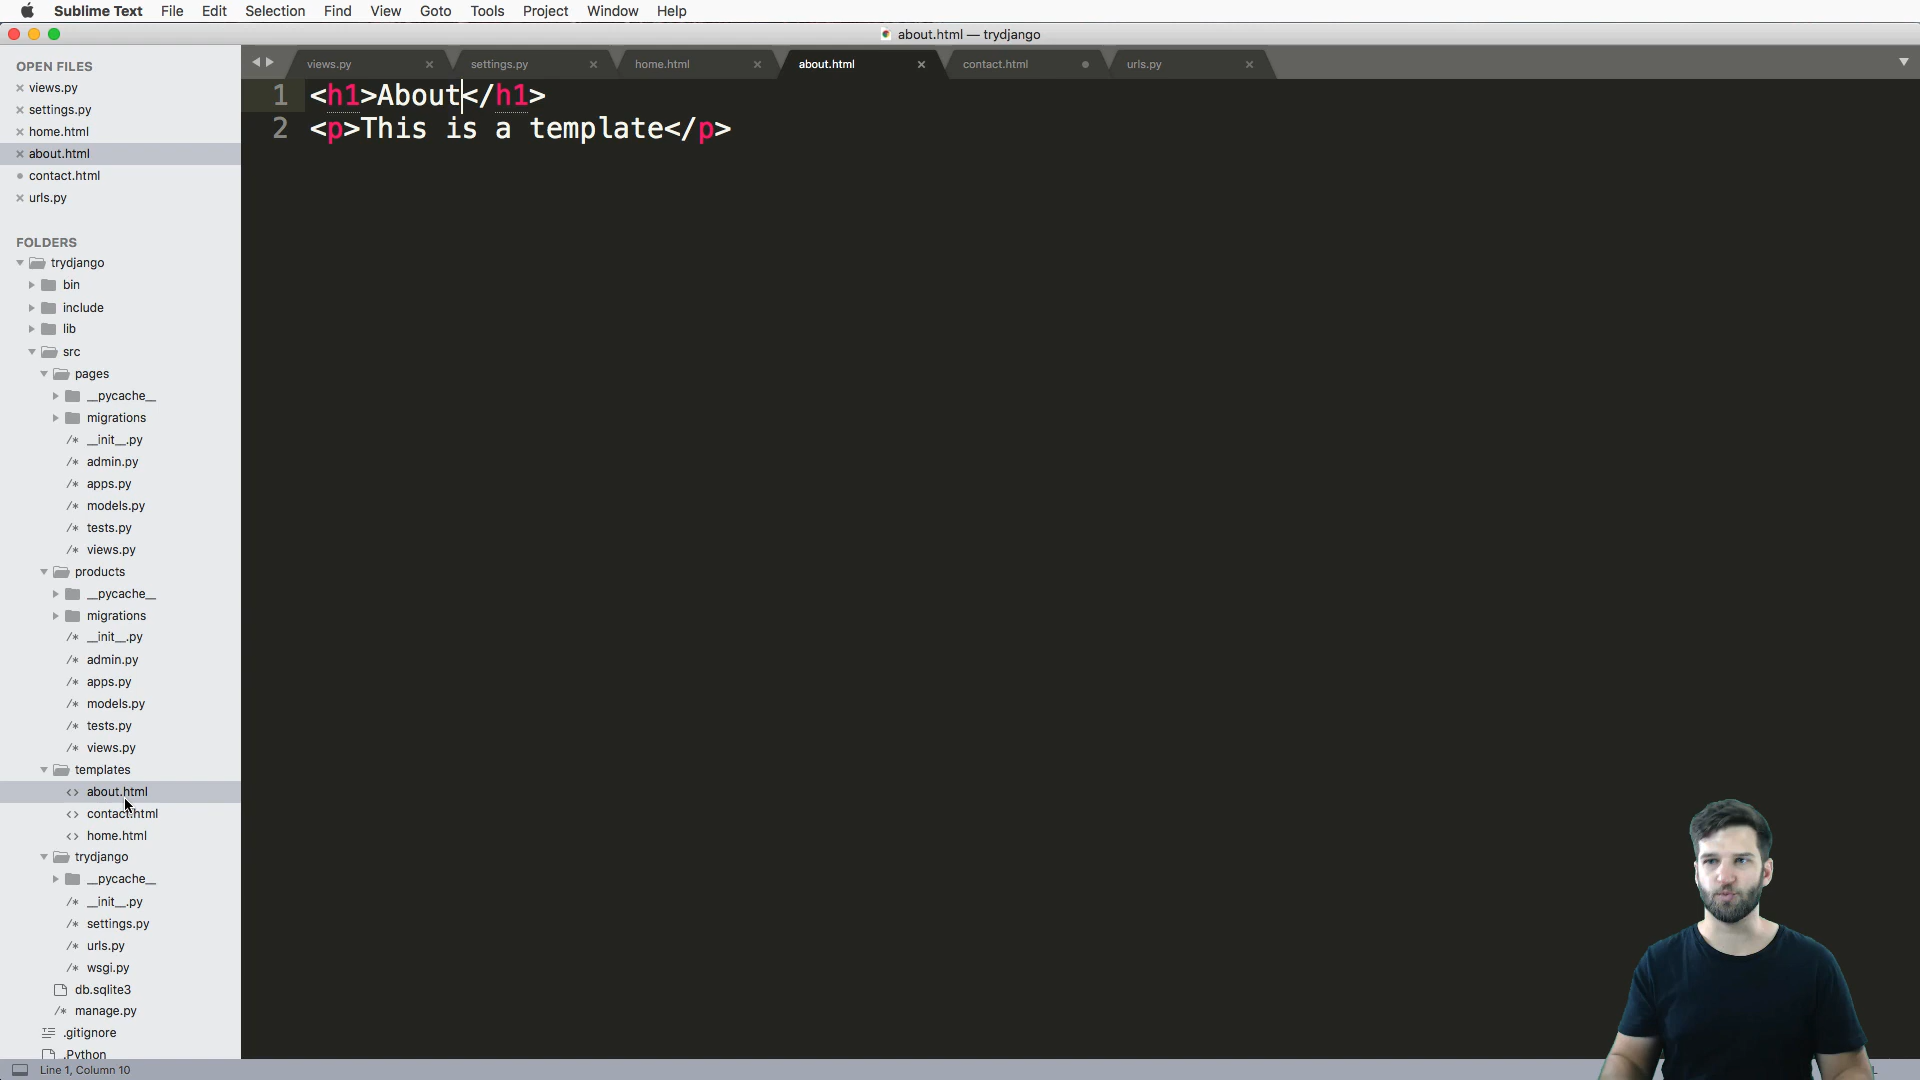 Sublime Text File Edit Selection Find View Goto Tools Project Window Help
about.html — trydjango
OPEN FILES
views.py
settings.py
home.html
about.html
contact.html
urls.py
FOLDERS
trydjango
bin
include
lib
src
pages
__pycache__
migrations
__init__.py
admin.py
apps.py
models.py
tests.py
views.py
products
__pycache__
migrations
__init__.py
admin.py
apps.py
models.py
tests.py
views.py
templates
about.html
contact.html
home.html
trydjango
__pycache__
__init__.py
settings.py
urls.py
wsgi.py
db.sqlite3
manage.py
.gitignore
.Python
views.py settings.py home.html about.html contact.html urls.py
1 <h1>About</h1>
2 <p>This is a template</p>
Line 1, Column 10